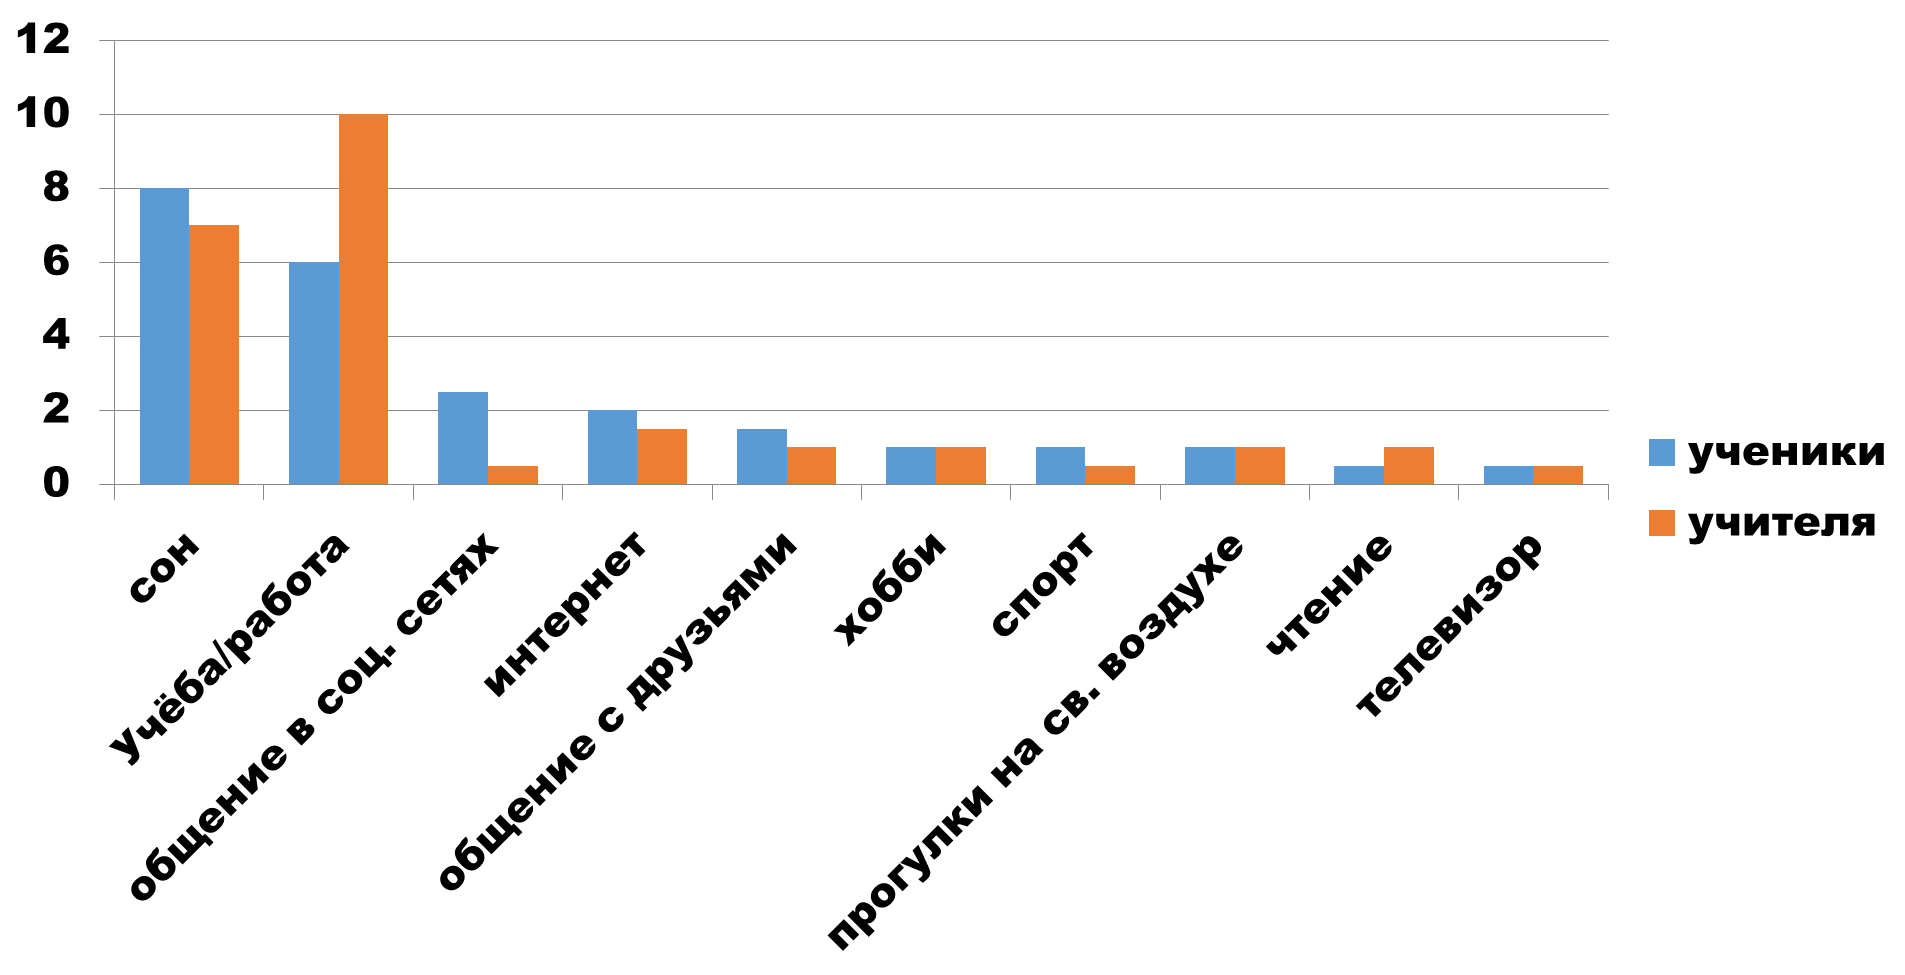 12
10
8
6
4
2
0
сон
учёба/работа
общение в соц. сетях
интернет
общение с друзьями
хобби
спорт
прогулки на св. воздухе
чтение
телевизор
ученики
учителя